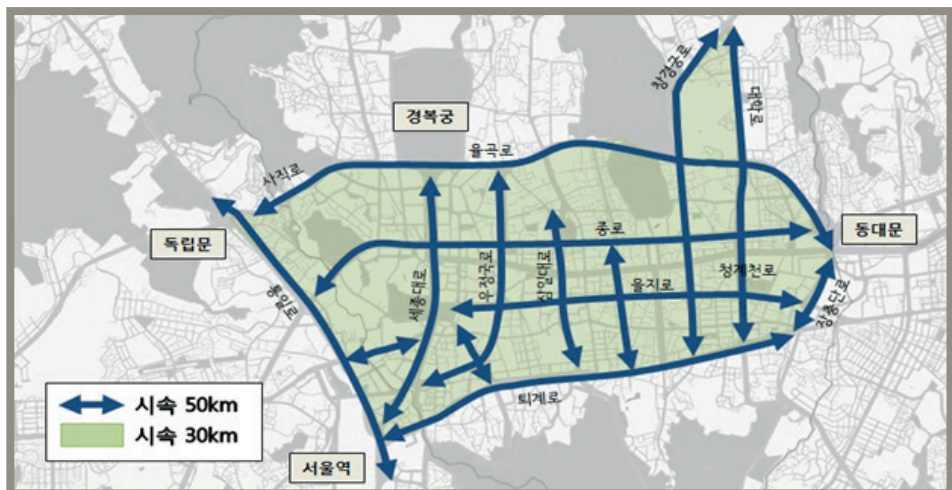 창경궁로
대학로
경복궁
율곡로
사직로
독립문
종로
동대문
통일로
세종대로
우정국로
삼일대로
을지로
청계천로
장충단로
퇴계로
시속 50km
시속 30km
서울역